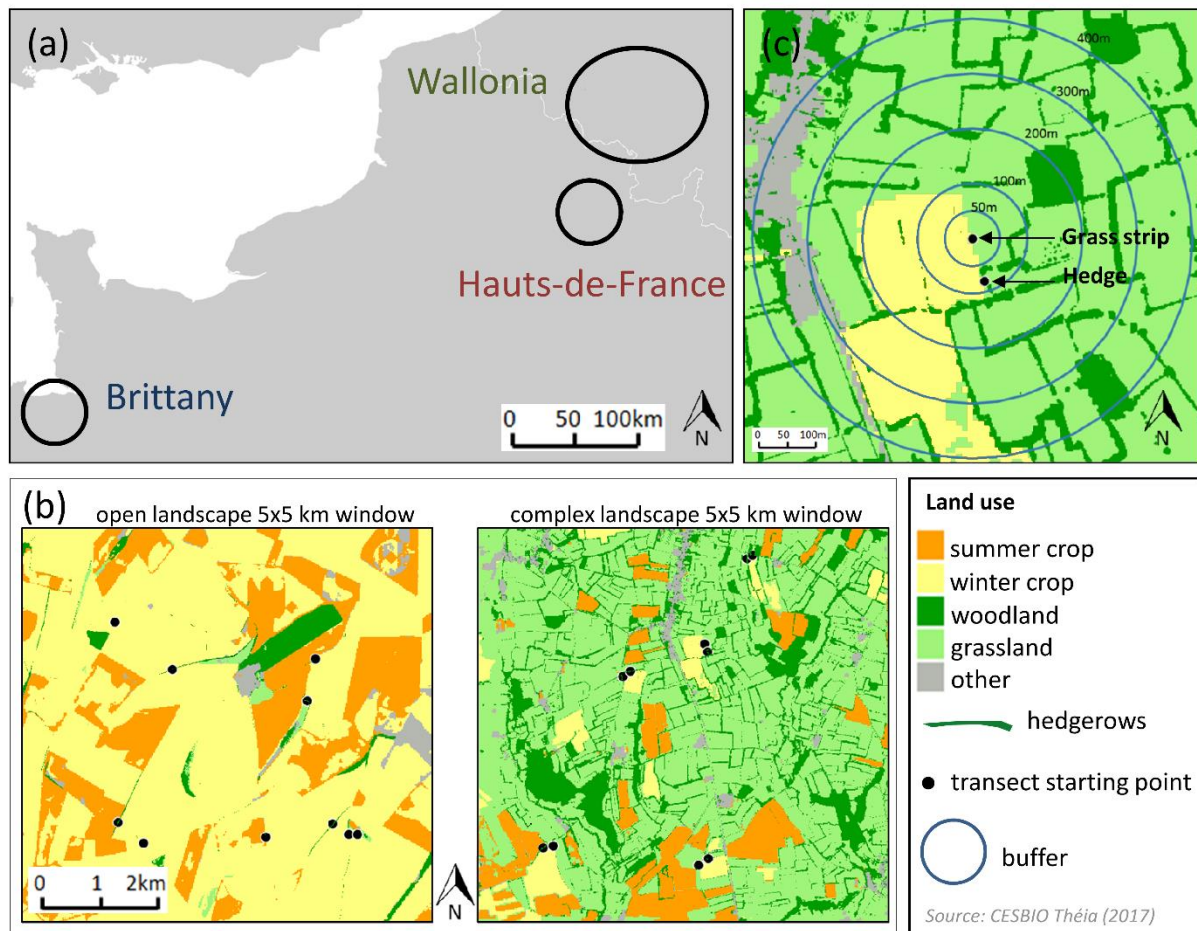 (a)
Wallonia
Hauts-de-France
Brittany
0 50 100km
N
(c)
400m
300m
200m
100m
50m
Grass strip
Hedge
0 50 100m
N
(b)
open landscape 5x5 km window
complex landscape 5x5 km window
0 1 2km
N
Land use
summer crop
winter crop
woodland
grassland
other
hedgerows
transect starting point
buffer
Source: CESBIO Théia (2017)